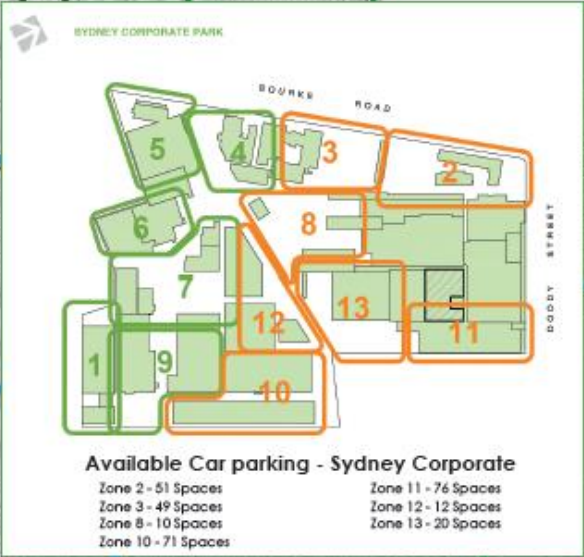 SYDNEY CORPORATE PARK
BOURKE ROAD
5
4
3
2
6
8
7
DOODY STREET
13
12
11
1
9
10
Available Car parking - Sydney Corporate
Zone 2 - 51 Spaces
Zone 3 - 49 Spaces
Zone 8 - 10 Spaces
Zone 10 - 71 Spaces
Zone 11 - 76 Spaces
Zone 12 - 12 Spaces
Zone 13 - 20 Spaces